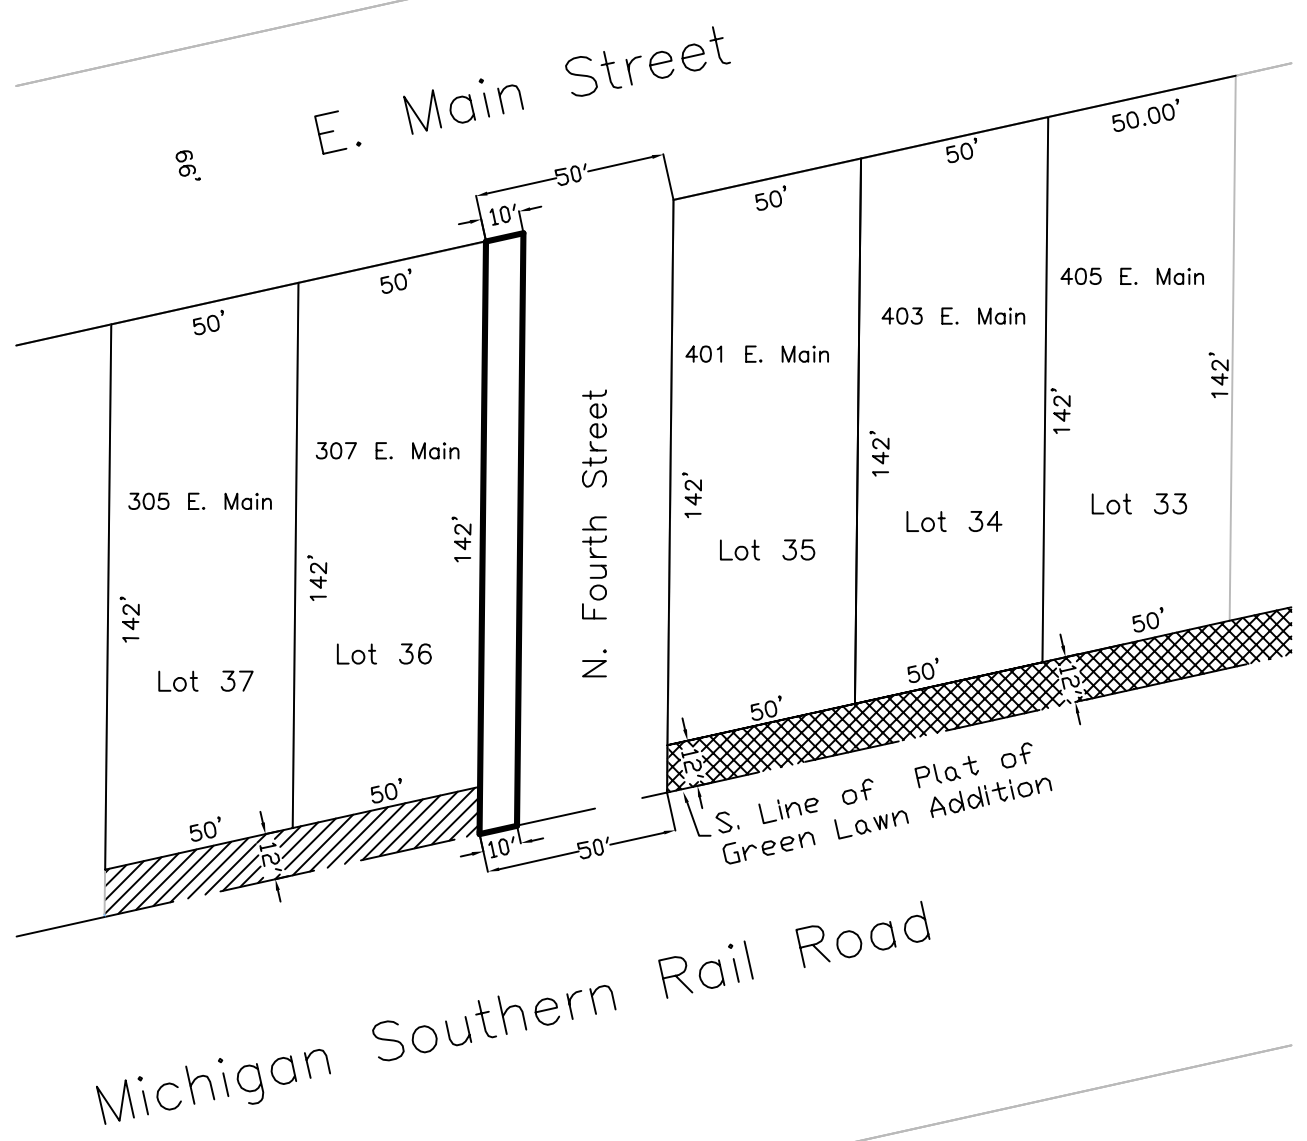 E. Main Street
66'
50'
10'
50'
50'
50.00'
50'
50'
405 E. Main
403 E. Main
401 E. Main
307 E. Main
305 E. Main
142'
142'
142'
142'
142'
142'
142'
N. Fourth Street
Lot 33
Lot 34
Lot 35
Lot 36
Lot 37
50'
50'
50'
50'
50'
12'
12'
12'
10'
50'
S. Line of Plat of
Green Lawn Addition
Michigan Southern Rail Road